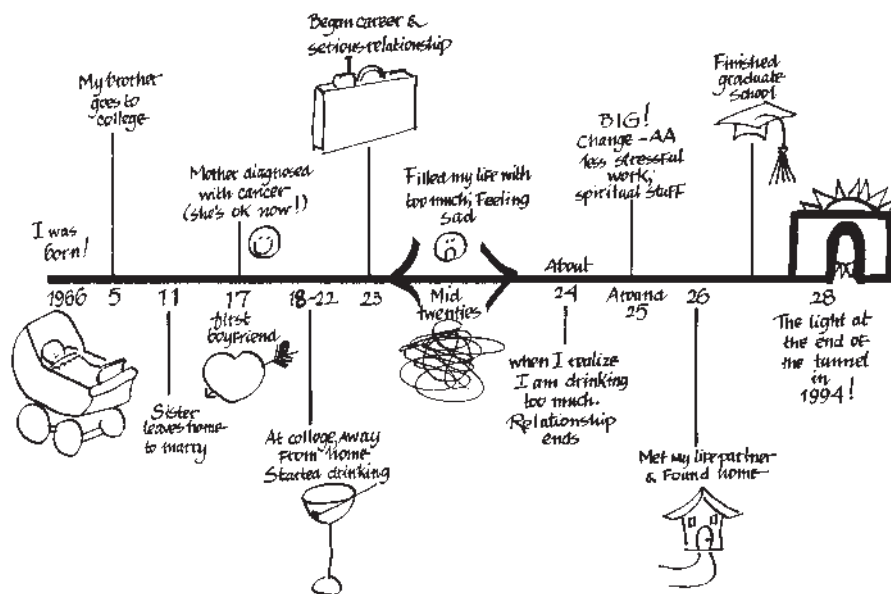 I was
born!
1966
My brother
goes to
college
5
11
Sister
leaves home
to marry
Mother diagnosed
with cancer
(she's ok now!)
17
first
boyfriend
18-22
At college, away
from home
Started drinking
Began career &
serious relationship
23
Filled my life with
too much; Feeling
sad
Mid
twenties
About
24
when I realize
I am drinking
too much.
Relationship
ends
BIG!
Change - AA
less stressful
work,
spiritual stuff
Around
25
26
Met My life partner
& Found home
Finished
graduate
school
28
The light at
the end of
the tunnel
in
1994!